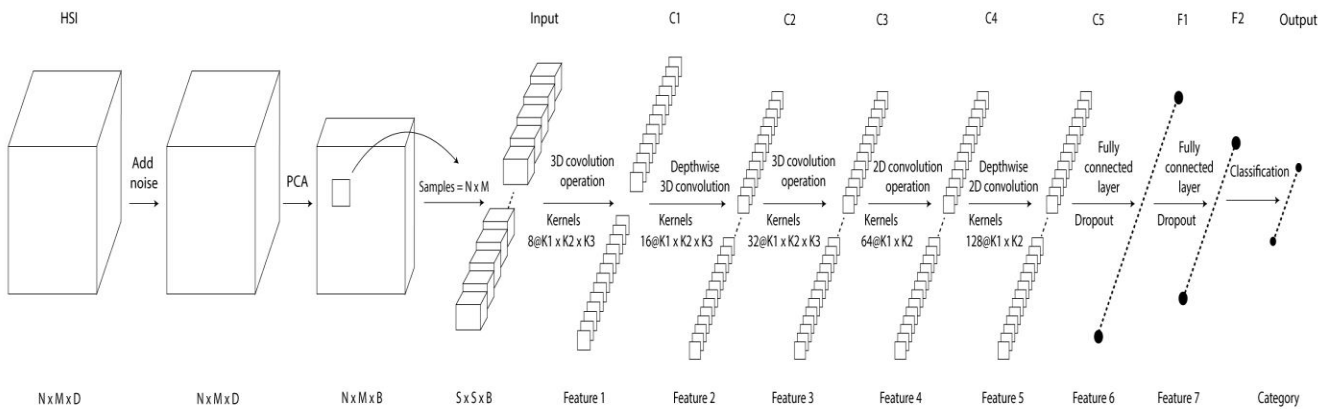 HSI
Input
C1
C2
C3
C4
C5
F1
F2
Output
Add
noise
PCA
Samples = N x M
3D covolution
operation
Kernels
8@K1 x K2 x K3
Depthwise
3D convolution
Kernels
16@K1 x K2 x K3
3D covolution
operation
Kernels
32@K1 x K2 x K3
2D convolution
operation
Kernels
64@K1 x K2
Depthwise
2D convolution
Kernels
128@K1 x K2
Fully
connected
layer
Dropout
Fully
connected
layer
Dropout
Classification
N x M x D
N x M x D
N x M x B
S x S x B
Feature 1
Feature 2
Feature 3
Feature 4
Feature 5
Feature 6
Feature 7
Category